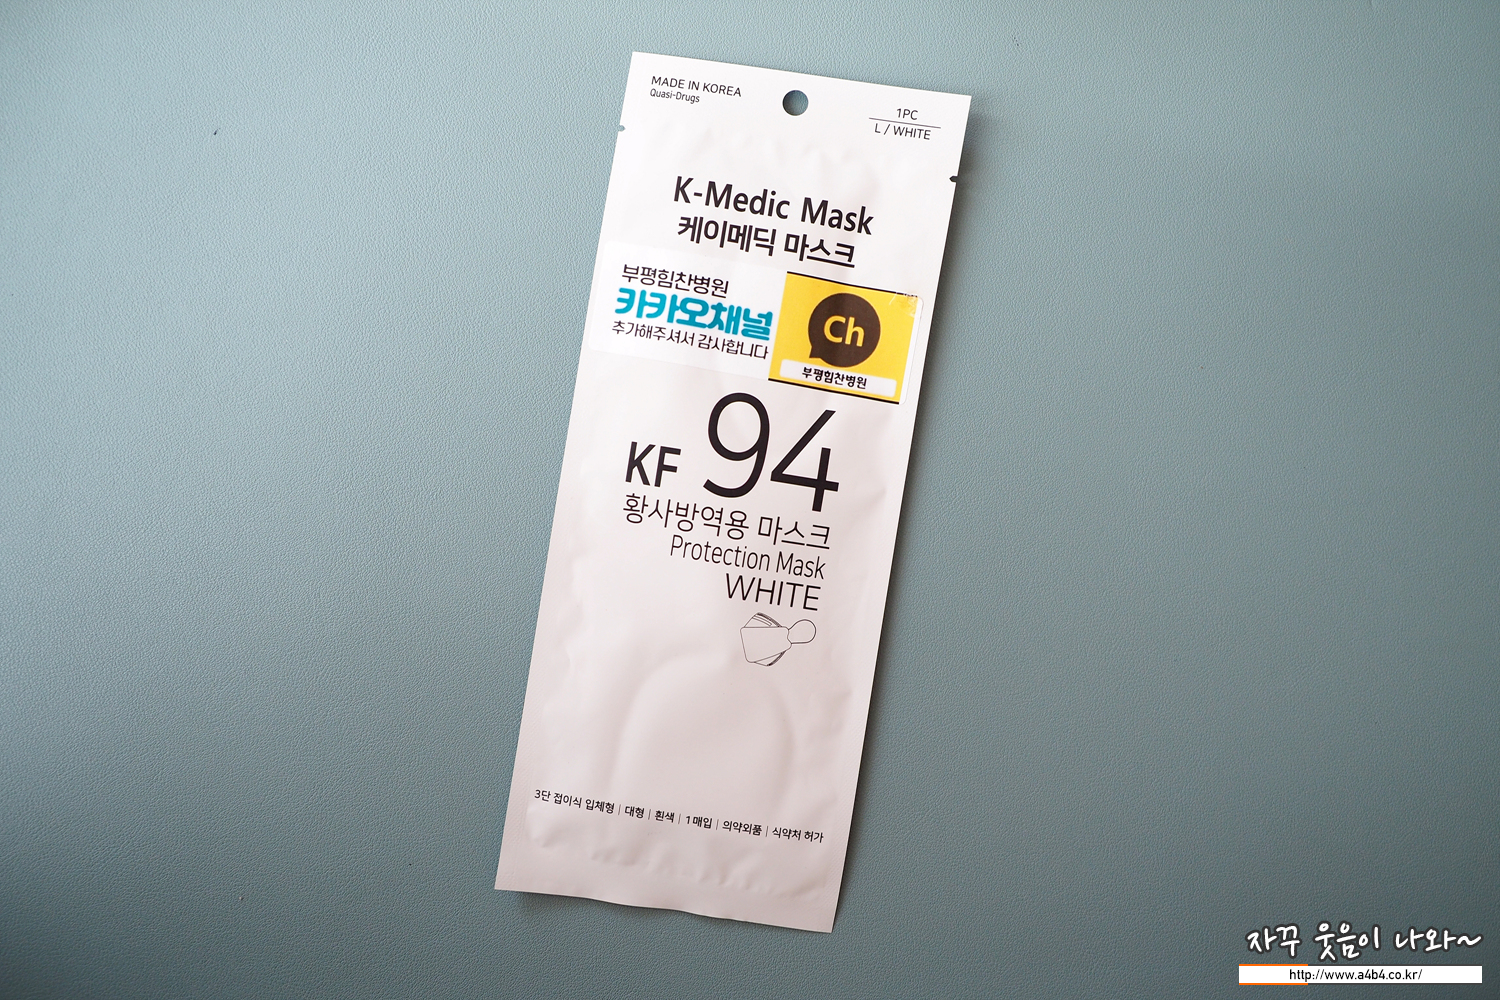 MADE IN KOREA
Quasi-Drugs
1PC
L / WHITE
K-Medic Mask
케이메딕 마스크
부평힘찬병원
카카오채널
추가해주셔서 감사합니다
Ch
부평힘찬병원
KF 94
황사방역용 마스크
Protection Mask
WHITE
3단 접이식 입체형 | 대형 | 흰색 | 1매입 | 의약외품 | 식약처 허가
자꾸 웃음이 나와~
http://www.a4b4.co.kr/